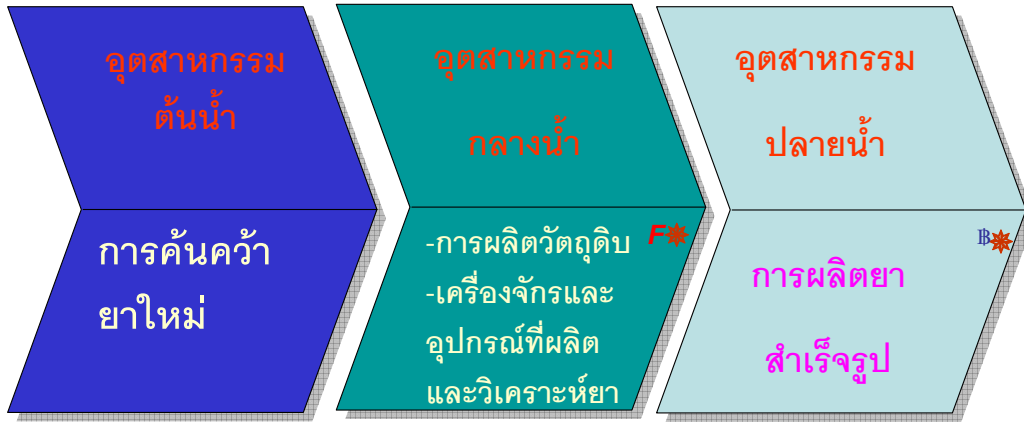 อุตสาหกรรม
ต้นน้ำ
การค้นคว้า
ยาใหม่
อุตสาหกรรม
กลางน้ำ
-การผลิตวัตถุดิบ
F✵
-เครื่องจักรและ
อุปกรณ์ที่ผลิต
และวิเคราะห์ยา
อุตสาหกรรม
ปลายน้ำ
฿✵
การผลิตยา
สำเร็จรูป